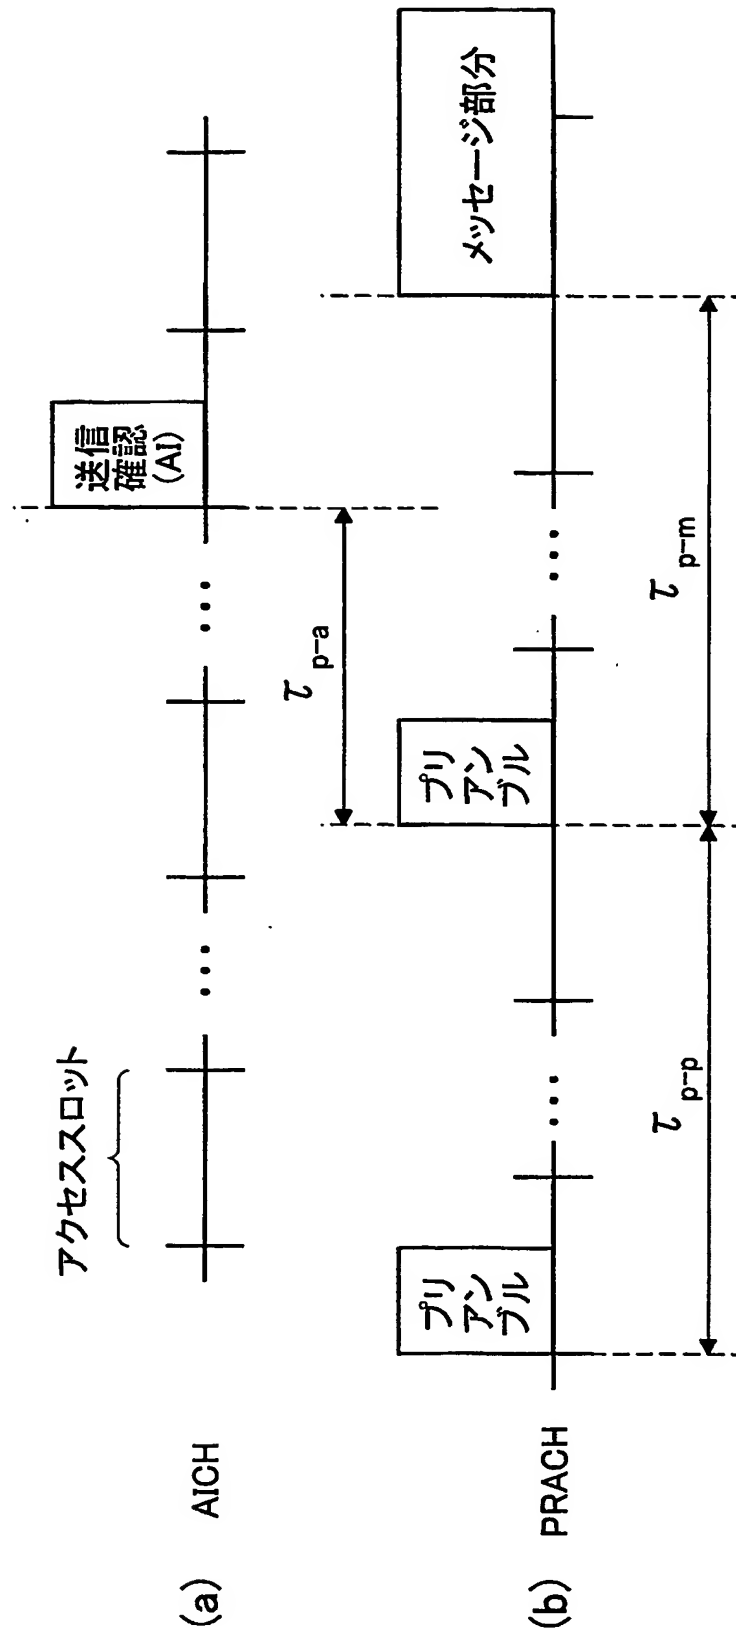 (a) AICH
アクセススロット
...
...
送信
確認
(AI)
τ p-a
(b) PRACH
プリ
アン
ブル
...
プリ
アン
ブル
...
メッセージ部分
τ p-p
τ p-m